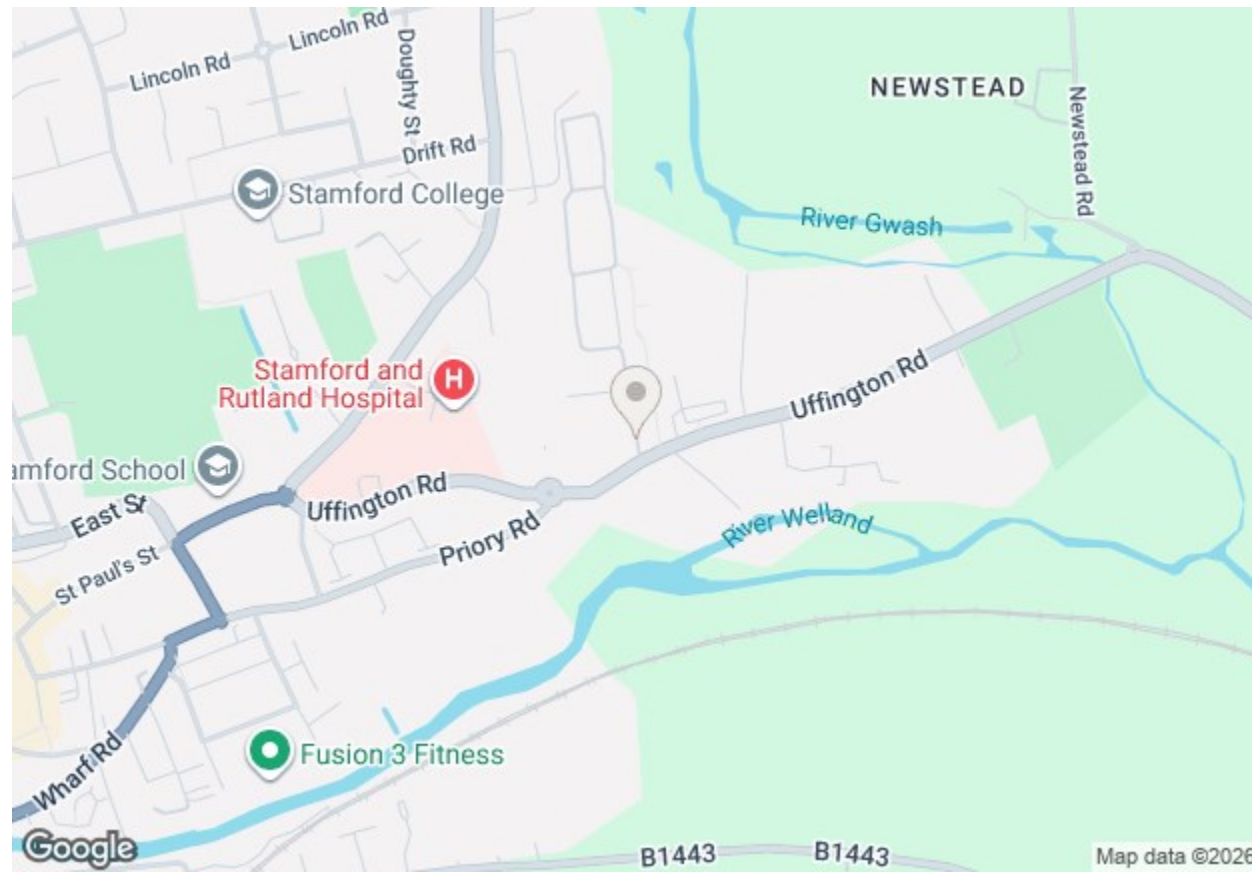 Lincoln Rd
Lincoln Rd
Doughty St
Drift Rd
NEWSTEAD
Newstead Rd
Stamford College
River Gwash
Stamford and
Rutland Hospital
H
Uffington Rd
amford School
East St
Uffington Rd
St Paul's St
Priory Rd
River Welland
Fusion 3 Fitness
Wharf Rd
Google
B1443
B1443
Map data ©2026